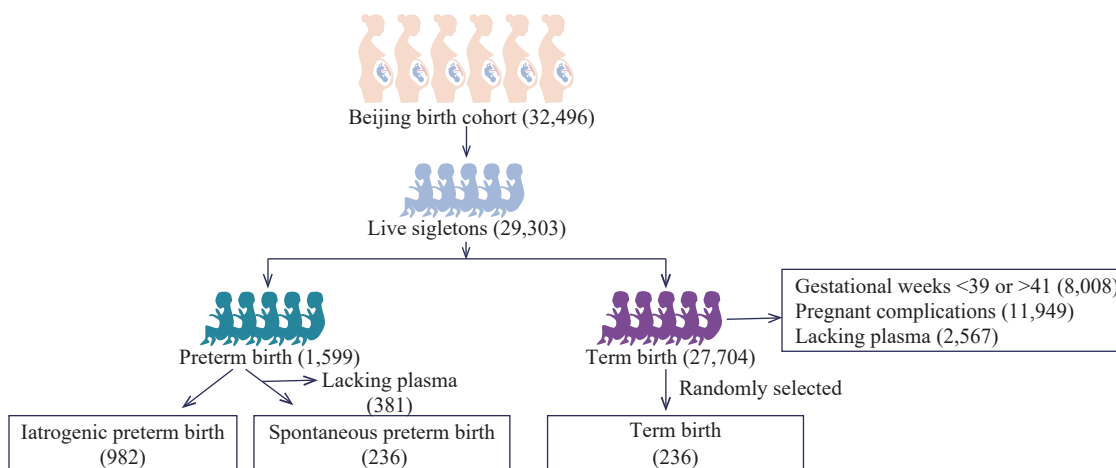 Beijing birth cohort (32,496)
Live sigletons (29,303)
Preterm birth (1,599)
Term birth (27,704)
Gestational weeks <39 or >41 (8,008)
Pregnant complications (11,949)
Lacking plasma (2,567)
Lacking plasma
(381)
Randomly selected
Iatrogenic preterm birth
(982)
Spontaneous preterm birth
(236)
Term birth
(236)